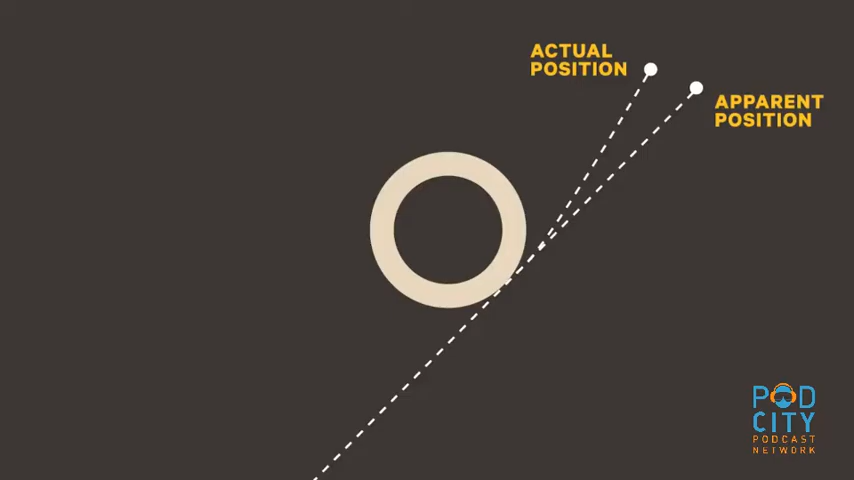 ACTUAL
POSITION
APPARENT
POSITION
POD
CITY
PODCAST
NETWORK